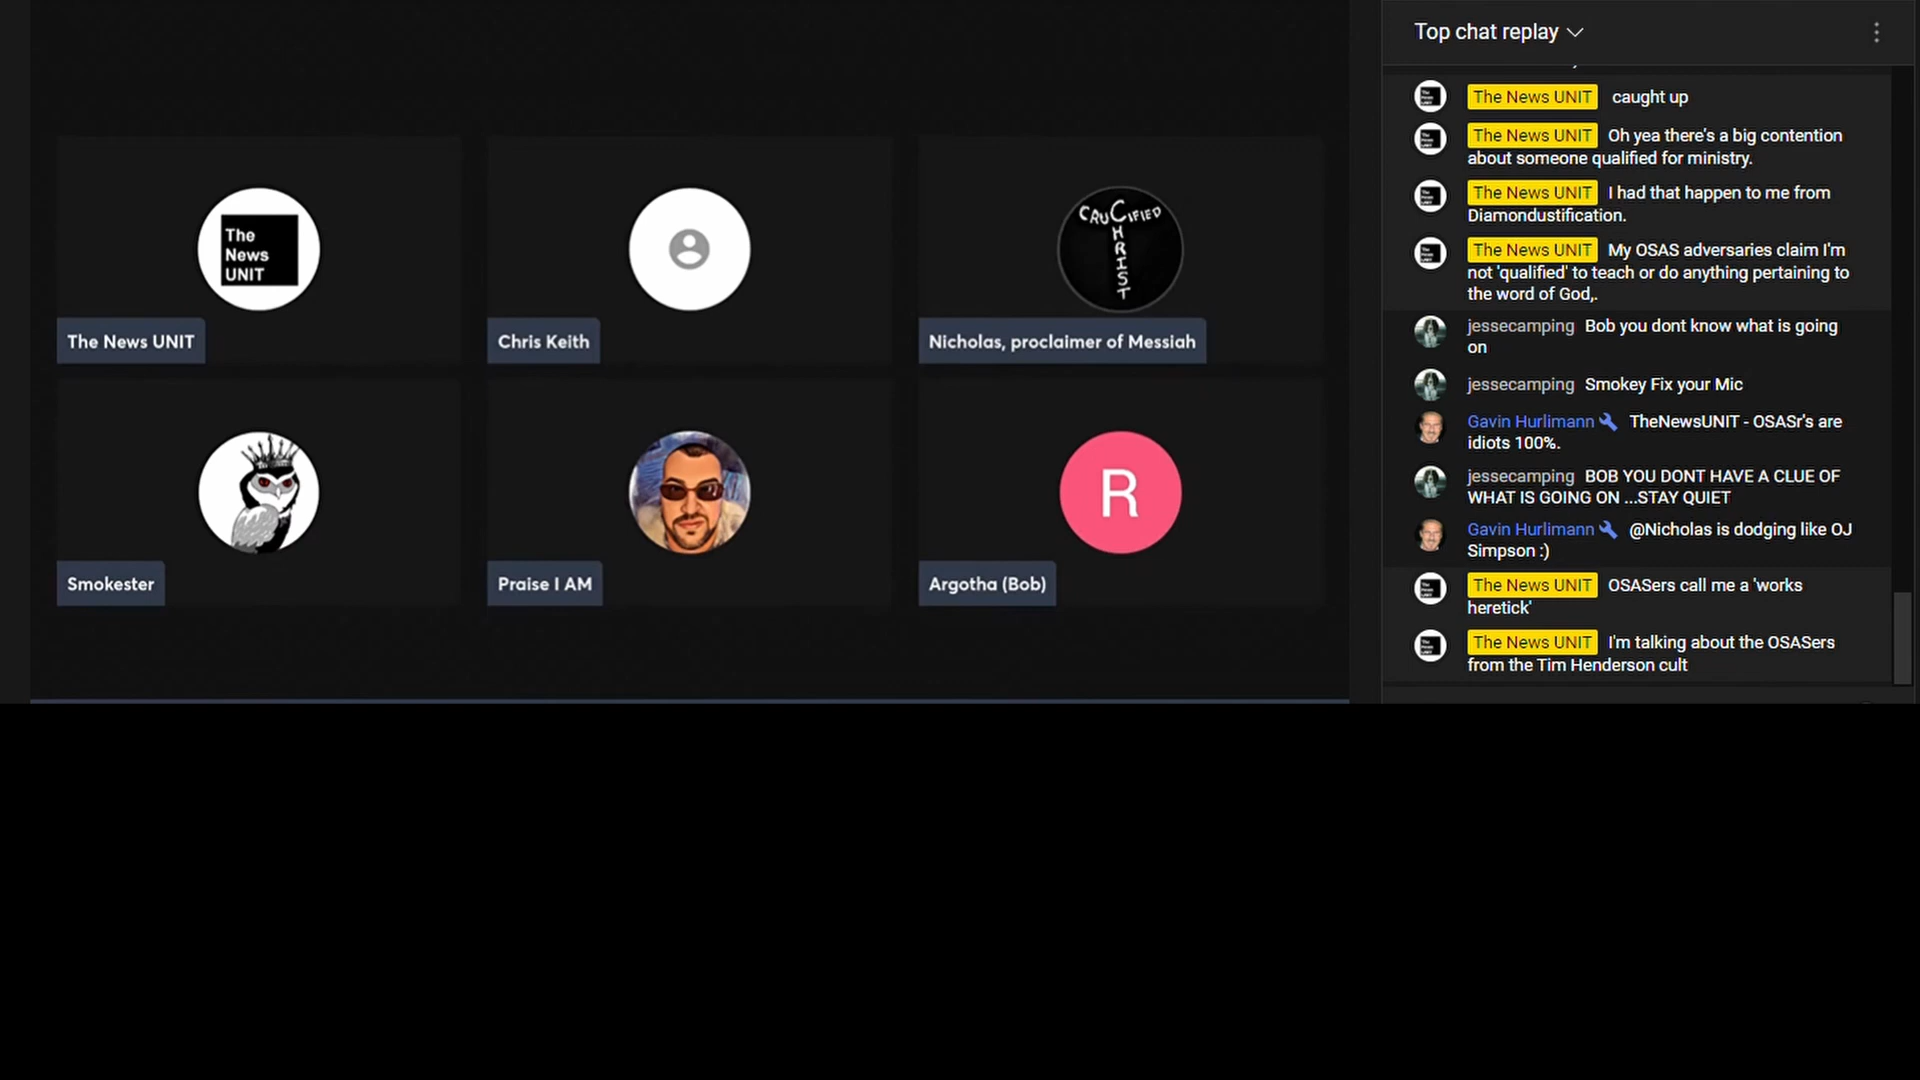 Top chat replay
The News UNIT caught up
The News UNIT Oh yea there's a big contention
about someone qualified for ministry.
The News UNIT I had that happen to me from
Diamondustification.
The News UNIT My OSAS adversaries claim I'm
not 'qualified' to teach or do anything pertaining to
the word of God,.
jessecamping Bob you dont know what is going
on
jessecamping Smokey Fix your Mic
Gavin Hurlimann TheNewsUNIT - OSASr's are
idiots 100%.
jessecamping BOB YOU DONT HAVE A CLUE OF
WHAT IS GOING ON ...STAY QUIET
Gavin Hurlimann @Nicholas is dodging like OJ
Simpson :)
The News UNIT OSASers call me a 'works
heretick'
The News UNIT I'm talking about the OSASers
from the Tim Henderson cult
The
News
UNIT
The News UNIT
Chris Keith
CRUCIFIED
CHRIST
Nicholas, proclaimer of Messiah
Smokester
Praise I AM
R
Argotha (Bob)